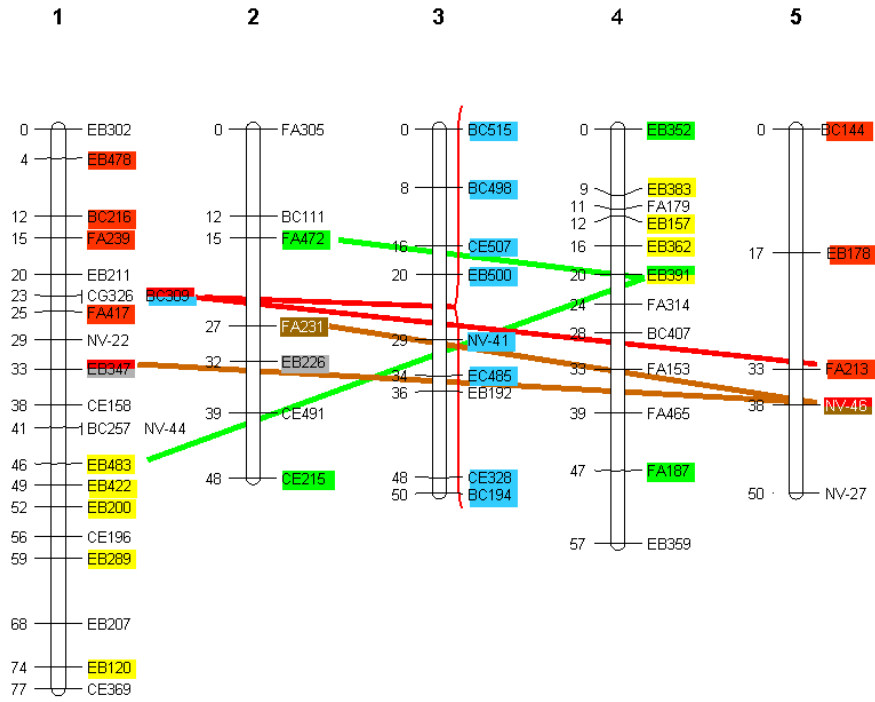 1 2 3 4 5
0 EB302
4 EB478
12 BC216
15 FA239
20 EB211
23 CG326 BC309
25 FA417
29 NV-22
33 EB347
38 CE158
41 BC257 NV-44
46 EB483
49 EB422
52 EB200
56 CE196
59 EB289
68 EB207
74 EB120
77 CE369
0 FA305
12 BC111
15 FA472
27 FA231
32 EB226
39 CE491
48 CE215
0 BC515
8 BC498
16 CE507
20 EB500
29 NV-41
34 EC485
36 EB192
48 CE328
50 BC194
0 EB352
9 EB383
11 FA179
12 EB157
16 EB362
20 EB391
24 FA314
28 BC407
33 FA153
39 FA465
47 FA187
57 EB359
0 BC144
17 EB178
33 FA213
38 NV-46
50 NV-27